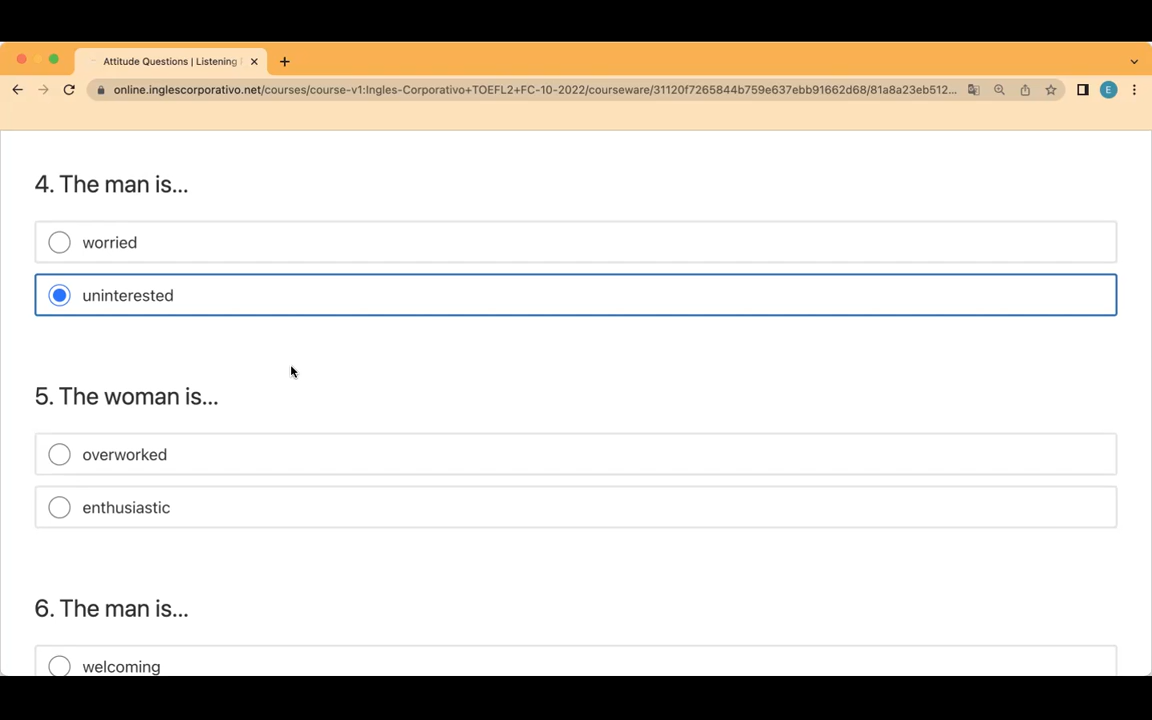 Attitude Questions | Listening
online.inglescorporativo.net/courses/course-v1:Ingles-Corporativo+TOEFL2+FC-10-2022/courseware/31120f7265844b759e637ebb91662d68/81a8a23eb512...
E
4. The man is...
worried
uninterested
5. The woman is...
overworked
enthusiastic
6. The man is...
welcoming